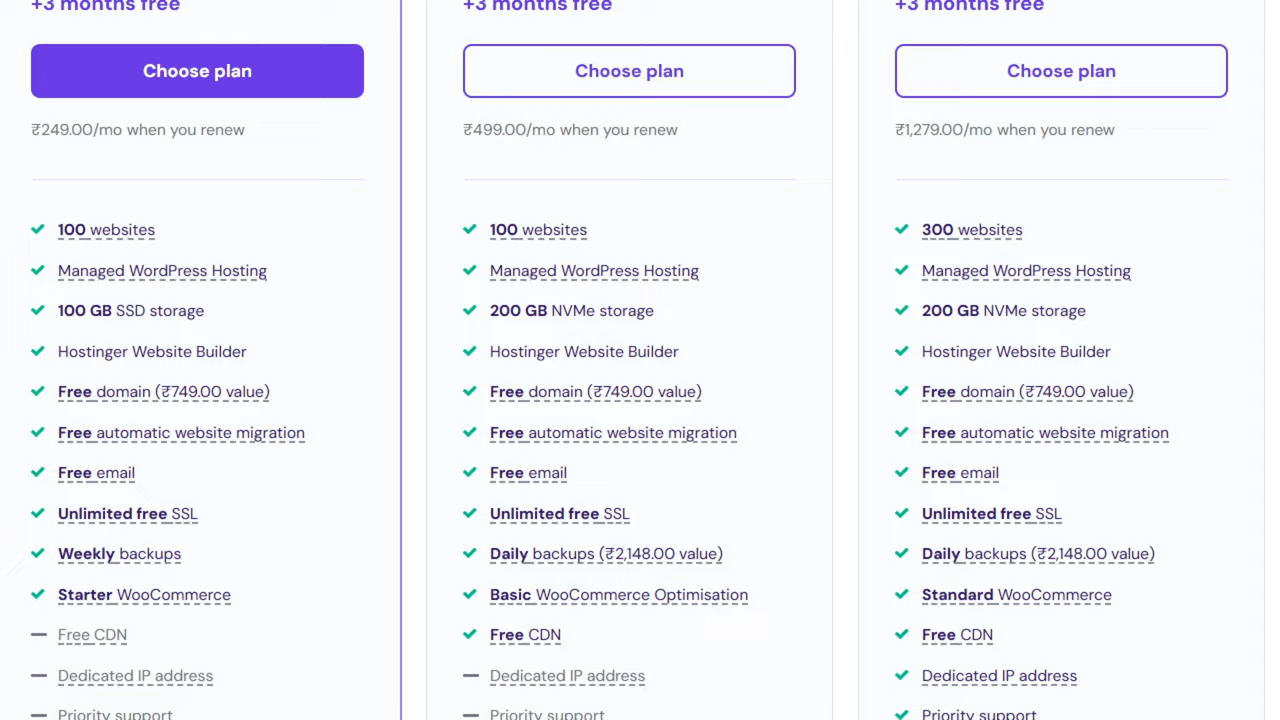 +3 months free
Choose plan
₹249.00/mo when you renew
100 websites
Managed WordPress Hosting
100 GB SSD storage
Hostinger Website Builder
Free domain (₹749.00 value)
Free automatic website migration
Free email
Unlimited free SSL
Weekly backups
Starter WooCommerce
Free CDN
Dedicated IP address
Priority support
+3 months free
Choose plan
₹499.00/mo when you renew
100 websites
Managed WordPress Hosting
200 GB NVMe storage
Hostinger Website Builder
Free domain (₹749.00 value)
Free automatic website migration
Free email
Unlimited free SSL
Daily backups (₹2,148.00 value)
Basic WooCommerce Optimisation
Free CDN
Dedicated IP address
Priority support
+3 months free
Choose plan
₹1,279.00/mo when you renew
300 websites
Managed WordPress Hosting
200 GB NVMe storage
Hostinger Website Builder
Free domain (₹749.00 value)
Free automatic website migration
Free email
Unlimited free SSL
Daily backups (₹2,148.00 value)
Standard WooCommerce
Free CDN
Dedicated IP address
Priority support